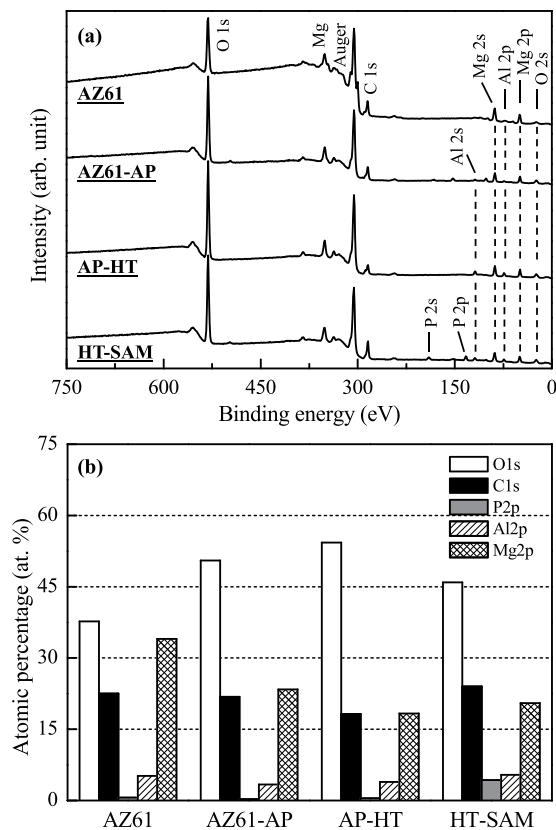 (a)
O 1s
Mg
Auger
C 1s
Mg 2s
Al 2p
Mg 2p
O 2s
Al 2s
P 2s
P 2p
AZ61
AZ61-AP
AP-HT
HT-SAM
Intensity (arb. unit)
750 600 450 300 150 0
Binding energy (eV)
(b)
O1s
C1s
P2p
Al2p
Mg2p
75
60
45
30
15
0
Atomic percentage (at. %)
AZ61 AZ61-AP AP-HT HT-SAM